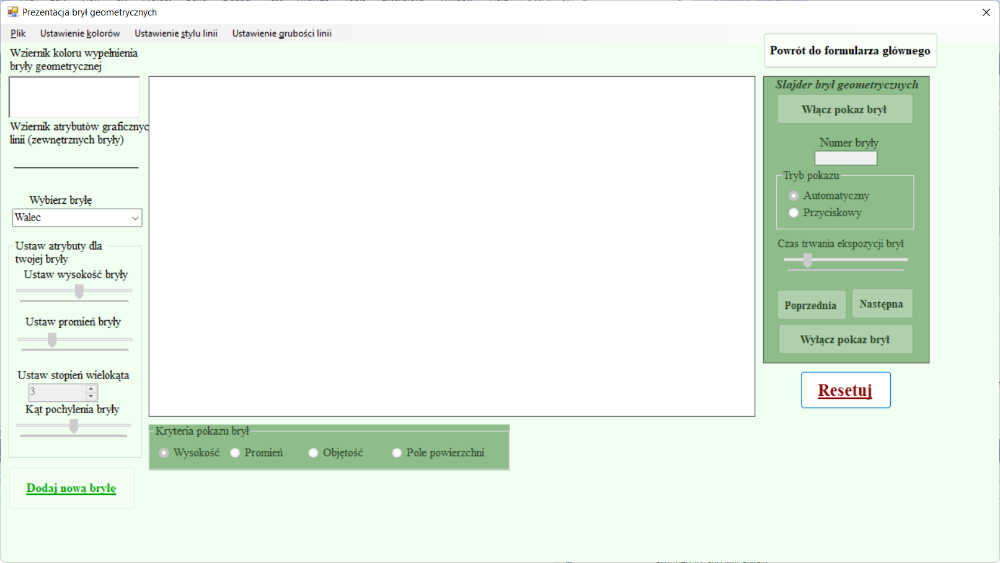 Prezentacja brył geometrycznych
Plik Ustawienie kolorów Ustawienie stylu linii Ustawienie grubości linii
Powrót do formularza głównego
Wziernik koloru wypełnienia
bryły geometrycznej
Wziernik atrybutów graficznyc
linii (zewnętrznych bryły)
Wybierz bryłę
Walec
Ustaw atrybuty dla
twojej bryły
Ustaw wysokość bryły
Ustaw promień bryły
Ustaw stopień wielokąta
3
Kąt pochylenia bryły
Dodaj nową bryłę
Kryteria pokazu brył
Wysokość Promień Objętość Pole powierzchni
Slajder brył geometrycznych
Włącz pokaz brył
Numer bryły
Tryb pokazu
Automatyczny
Przyciskowy
Czas trwania ekspozycji brył
Poprzednia Następna
Wyłącz pokaz brył
Resetuj